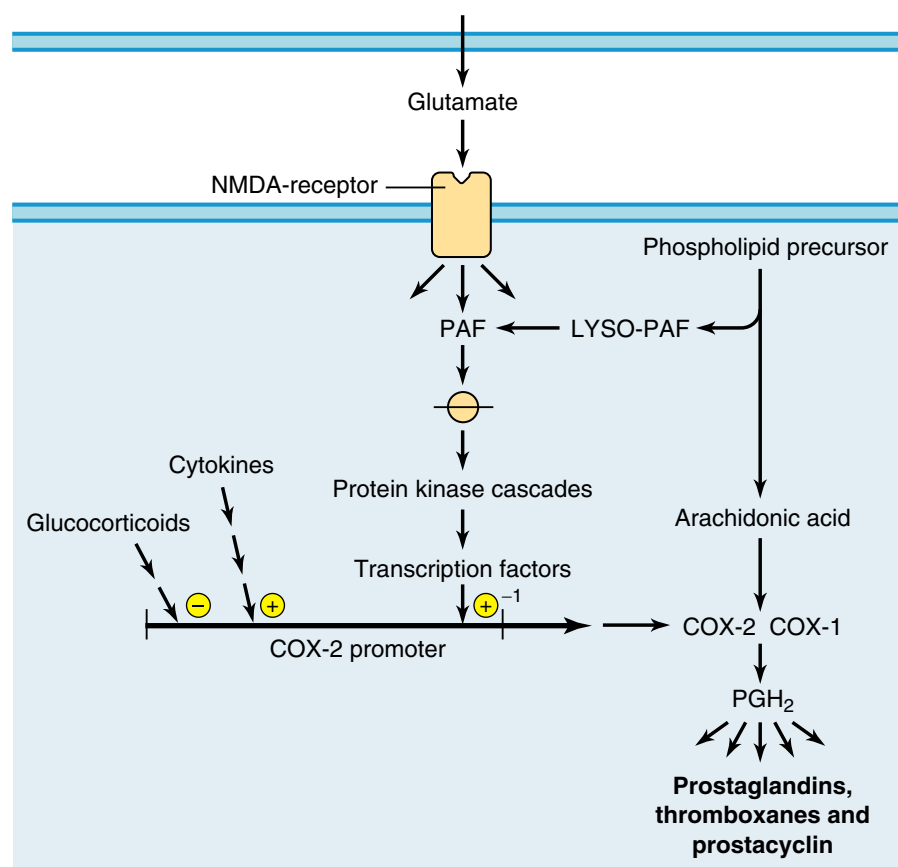 Glutamate
NMDA-receptor
Phospholipid precursor
PAF
LYSO-PAF
Cytokines
Protein kinase cascades
Glucocorticoids
Arachidonic acid
Transcription factors
− + + −1
COX-2 COX-1
COX-2 promoter
PGH₂
Prostaglandins,
thromboxanes and
prostacyclin